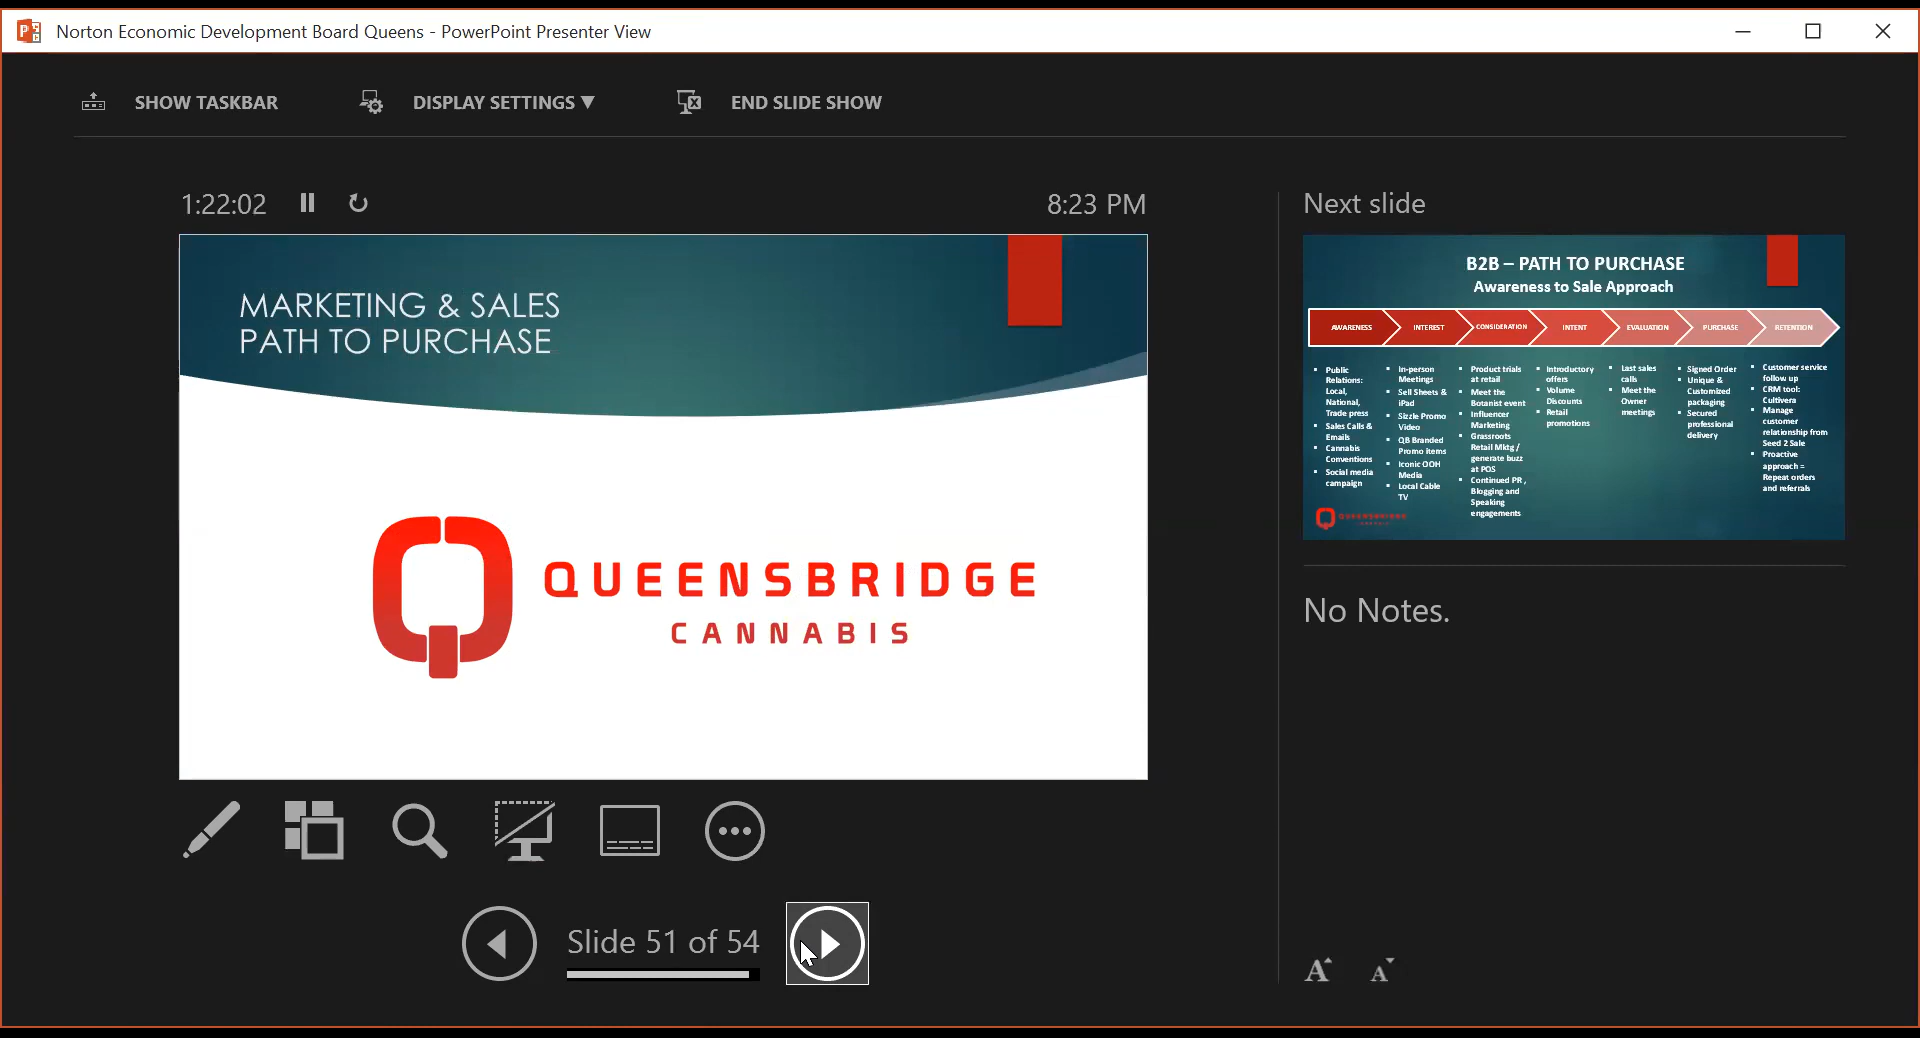 Norton Economic Development Board Queens - PowerPoint Presenter View
SHOW TASKBAR
DISPLAY SETTINGS ▼
END SLIDE SHOW
1:22:02
8:23 PM
MARKETING & SALES
PATH TO PURCHASE
QUEENSBRIDGE
CANNABIS
Slide 51 of 54
Next slide
B2B – PATH TO PURCHASE
Awareness to Sale Approach
AWARENESS
INTEREST
CONSIDERATION
INTENT
EVALUATION
PURCHASE
RETENTION
Public
Relations:
Local,
National,
Trade press
Sales Calls &
Emails
Cannabis
Conventions
Social media
campaign
In-person
Meetings
Sell Sheets &
iPad
Sizzle Promo
Video
QB Branded
Promo items
Iconic OOH
Media
Local Cable
TV
Product trials
at retail
Meet the
Botanist event
Influencer
Marketing
Grassroots
Retail Mktg /
generate buzz
at POS
Continued PR,
Blogging and
Speaking
engagements
Introductory
offers
Volume
Discounts
Retail
promotions
Last sales
calls
Meet the
Owner
meetings
Signed Order
Unique &
Customized
packaging
Secured
professional
delivery
Customer service
follow up
CRM tool:
Cultivera
Manage
customer
relationship from
Seed 2 Sale
Proactive
approach =
Repeat orders
and referrals
QUEENSBRIDGE
CANNABIS
No Notes.
A
A